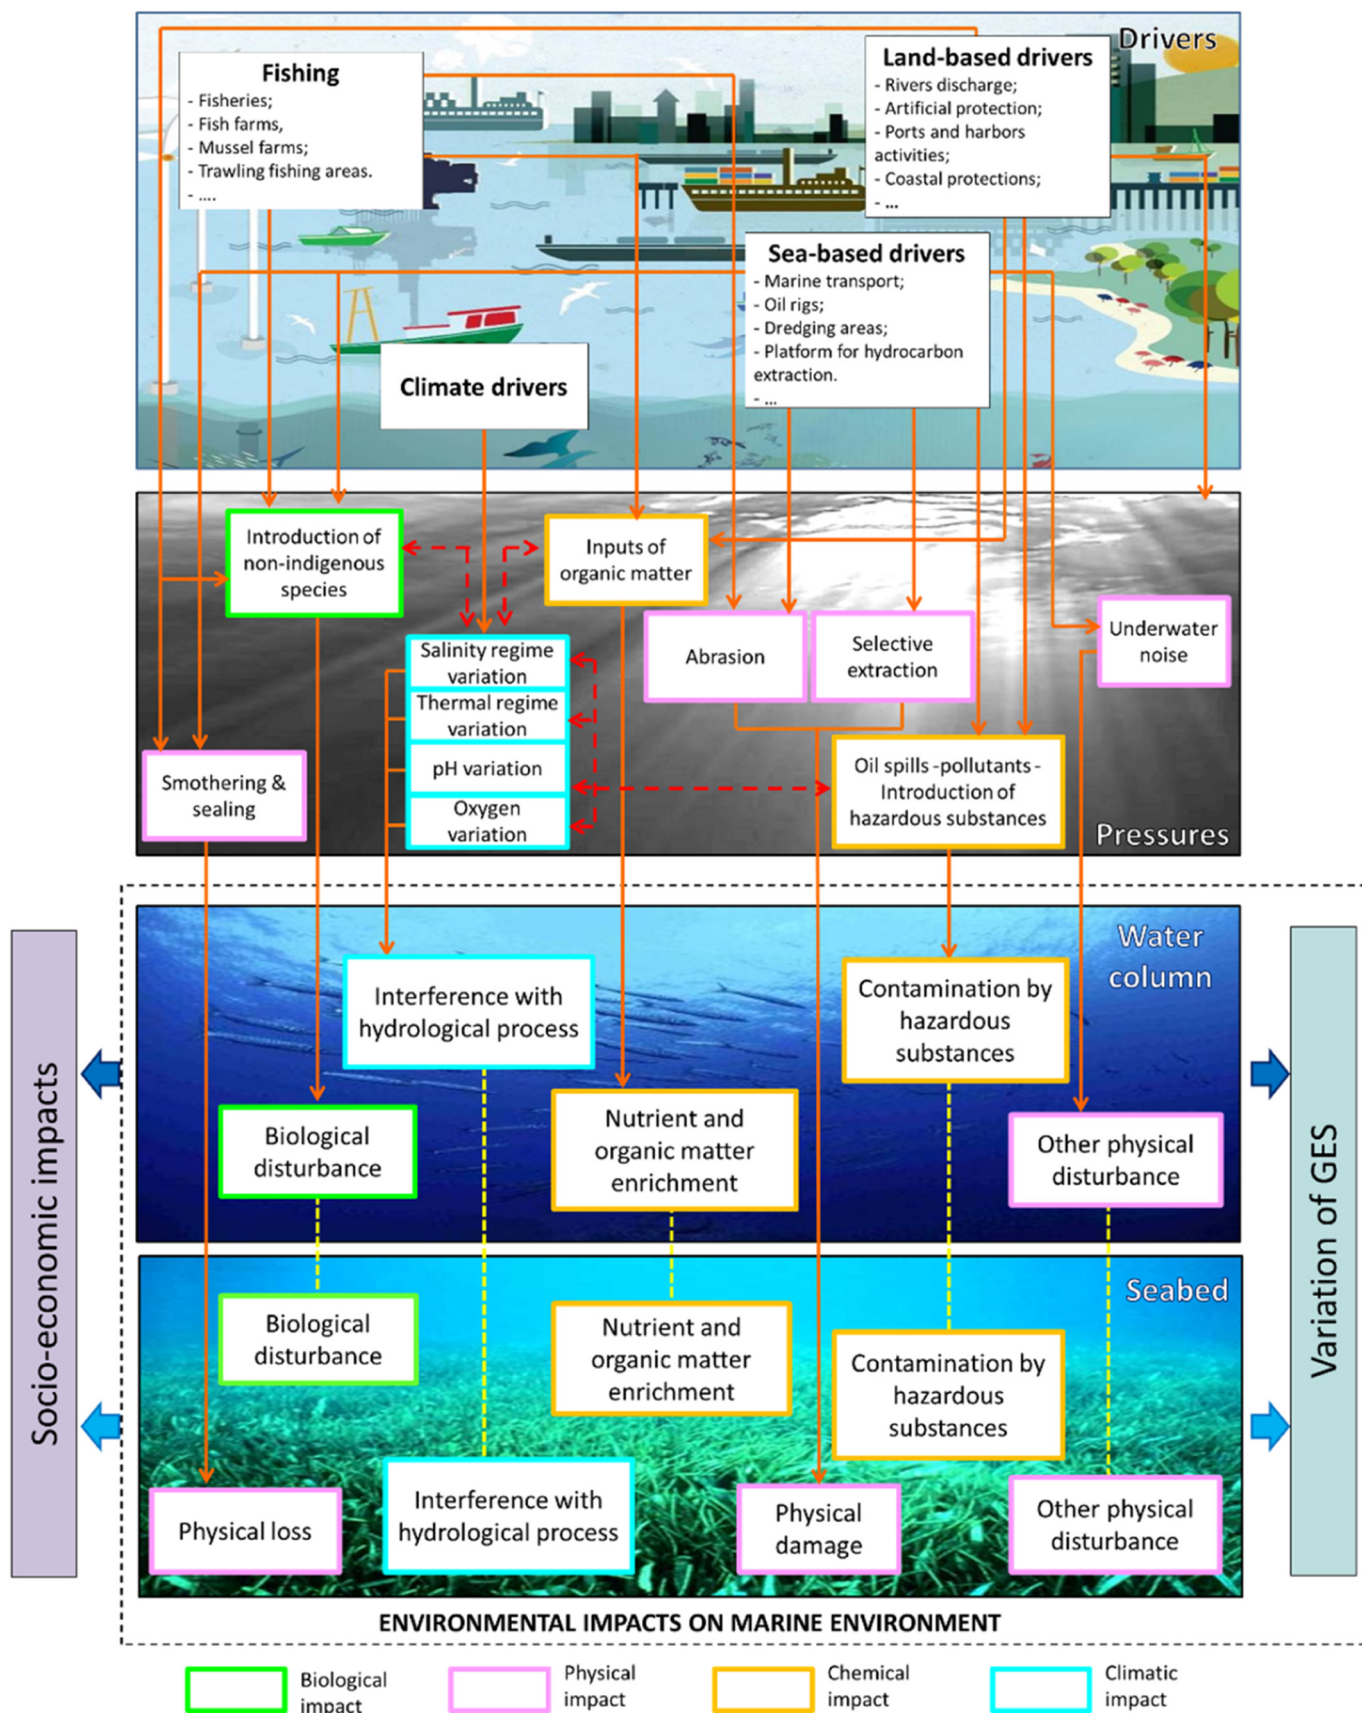 Drivers
Fishing
- Fisheries;
- Fish farms,
- Mussel farms;
- Trawling fishing areas.
- ....
Land-based drivers
- Rivers discharge;
- Artificial protection;
- Ports and harbors
activities;
- Coastal protections;
- ...
Sea-based drivers
- Marine transport;
- Oil rigs;
- Dredging areas;
- Platform for hydrocarbon
extraction.
- ...
Climate drivers
Introduction of
non-indigenous
species
Inputs of
organic matter
Abrasion
Selective
extraction
Underwater
noise
Salinity regime
variation
Thermal regime
variation
pH variation
Oxygen
variation
Smothering &
sealing
Oil spills -pollutants -
Introduction of
hazardous substances
Pressures
Water
column
Interference with
hydrological process
Contamination by
hazardous
substances
Biological
disturbance
Nutrient and
organic matter
enrichment
Other physical
disturbance
Seabed
Biological
disturbance
Nutrient and
organic matter
enrichment
Contamination by
hazardous
substances
Physical loss
Interference with
hydrological process
Physical
damage
Other physical
disturbance
Socio-economic impacts
Variation of GES
ENVIRONMENTAL IMPACTS ON MARINE ENVIRONMENT
Biological
impact
Physical
impact
Chemical
impact
Climatic
impact